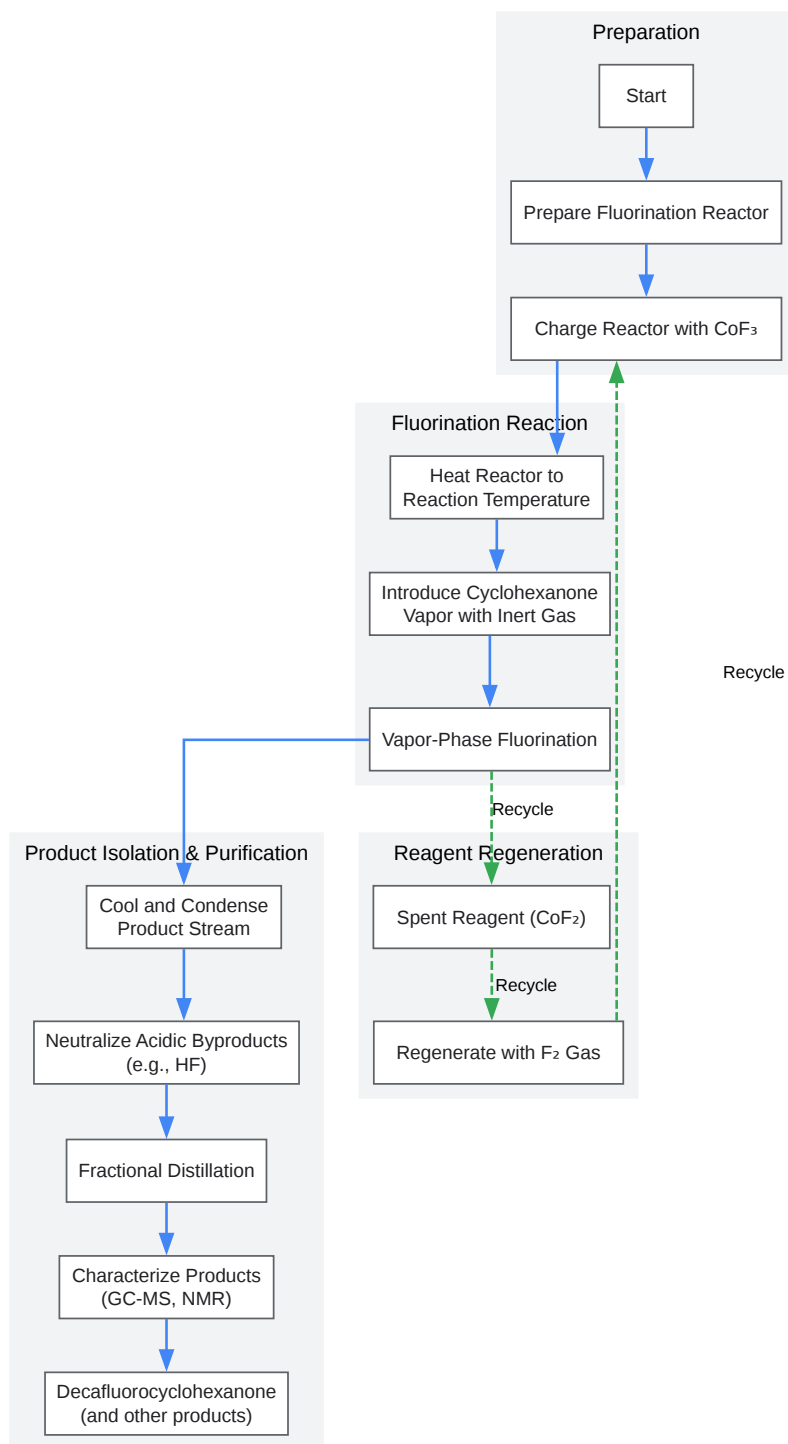 Preparation
Start
Prepare Fluorination Reactor
Charge Reactor with CoF₃
Fluorination Reaction
Heat Reactor to
Reaction Temperature
Introduce Cyclohexanone
Vapor with Inert Gas
Recycle
Vapor-Phase Fluorination
Recycle
Product Isolation & Purification
Cool and Condense
Product Stream
Neutralize Acidic Byproducts
(e.g., HF)
Fractional Distillation
Characterize Products
(GC-MS, NMR)
Decafluorocyclohexanone
(and other products)
Reagent Regeneration
Spent Reagent (CoF₂)
Recycle
Regenerate with F₂ Gas